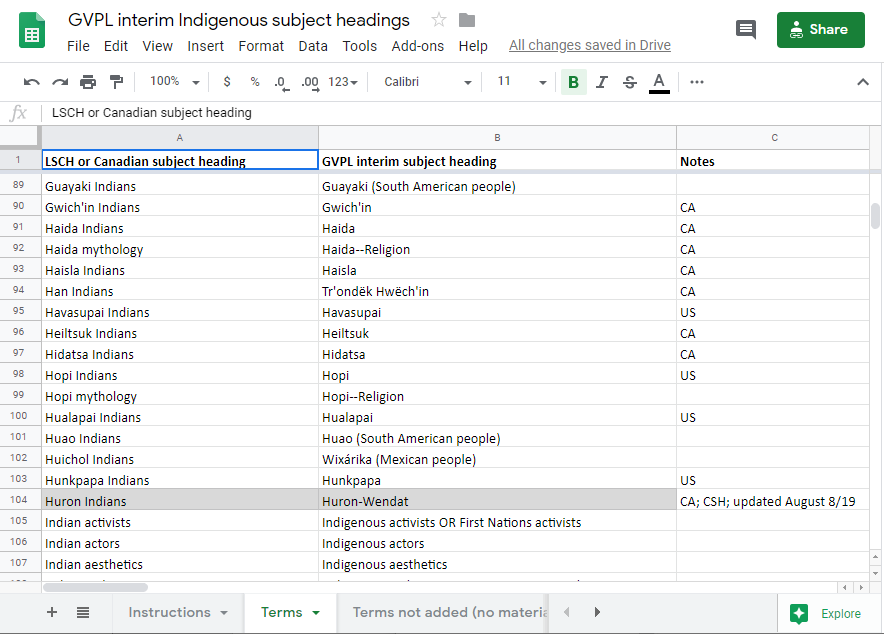 GVPL interim Indigenous subject headings
File Edit View Insert Format Data Tools Add-ons Help All changes saved in Drive
Share
100% $ % .0 .00 123 Calibri 11 B I S A
fx LSCH or Canadian subject heading
A B C
1 LSCH or Canadian subject heading GVPL interim subject heading Notes
89 Guayaki Indians Guayaki (South American people)
90 Gwich'in Indians Gwich'in CA
91 Haida Indians Haida CA
92 Haida mythology Haida--Religion CA
93 Haisla Indians Haisla CA
94 Han Indians Tr'ondëk Hwëch'in CA
95 Havasupai Indians Havasupai US
96 Heiltsuk Indians Heiltsuk CA
97 Hidatsa Indians Hidatsa CA
98 Hopi Indians Hopi US
99 Hopi mythology Hopi--Religion
100 Hualapai Indians Hualapai US
101 Huao Indians Huao (South American people)
102 Huichol Indians Wixárika (Mexican people)
103 Hunkpapa Indians Hunkpapa US
104 Huron Indians Huron-Wendat CA; CSH; updated August 8/19
105 Indian activists Indigenous activists OR First Nations activists
106 Indian actors Indigenous actors
107 Indian aesthetics Indigenous aesthetics
Instructions Terms Terms not added (no materia Explore